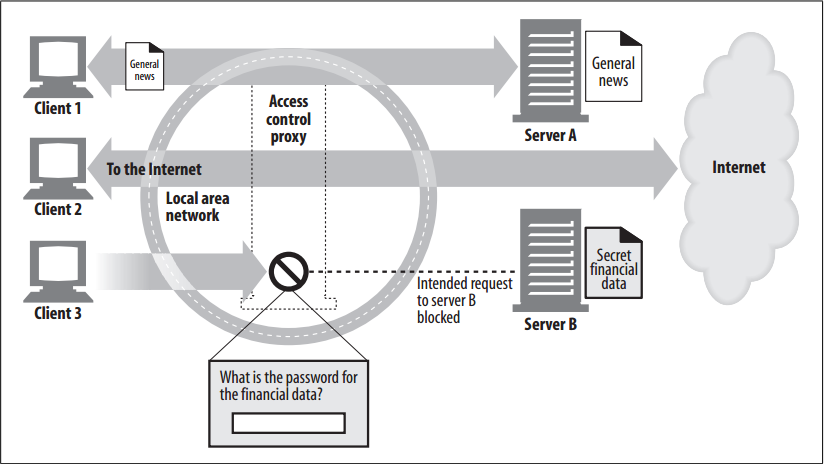 Client 1
General
news
Access
control
proxy
General
news
Server A
Client 2
To the Internet
Local area
network
Internet
Client 3
Intended request
to server B
blocked
Secret
financial
data
Server B
What is the password for
the financial data?